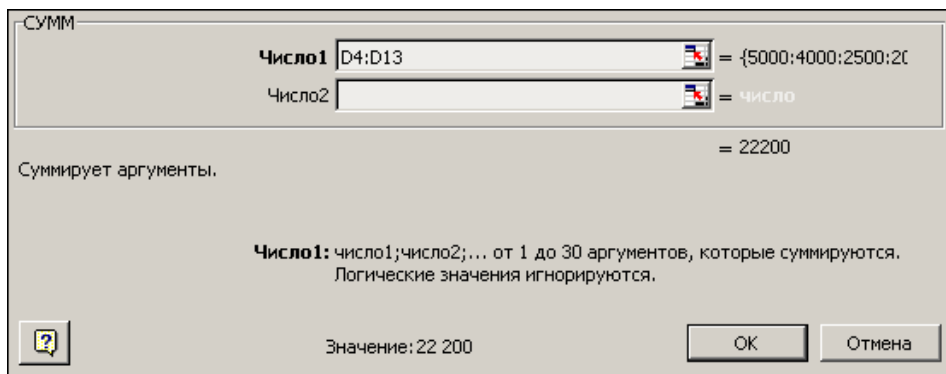 СУММ
Число1 D4:D13 = {5000:4000:2500:20
Число2 = число
= 22200
Суммирует аргументы.
Число1: число1;число2;... от 1 до 30 аргументов, которые суммируются.
Логические значения игнорируются.
Значение:22 200 OK Отмена